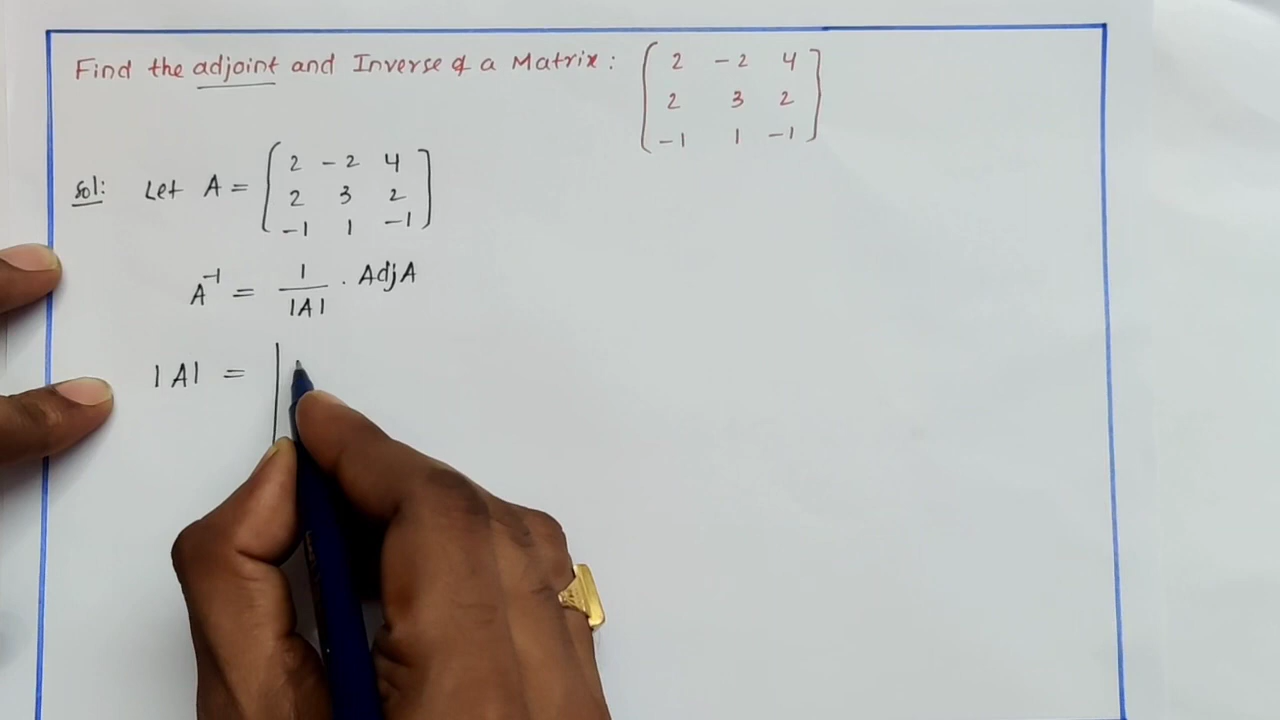 Find the adjoint and Inverse of a Matrix: [2 -2 4
2 3 2
-1 1 -1]
Sol: Let A = [2 -2 4
2 3 2
-1 1 -1]
A⁻¹ = 1/|A| . AdjA
|A| = |